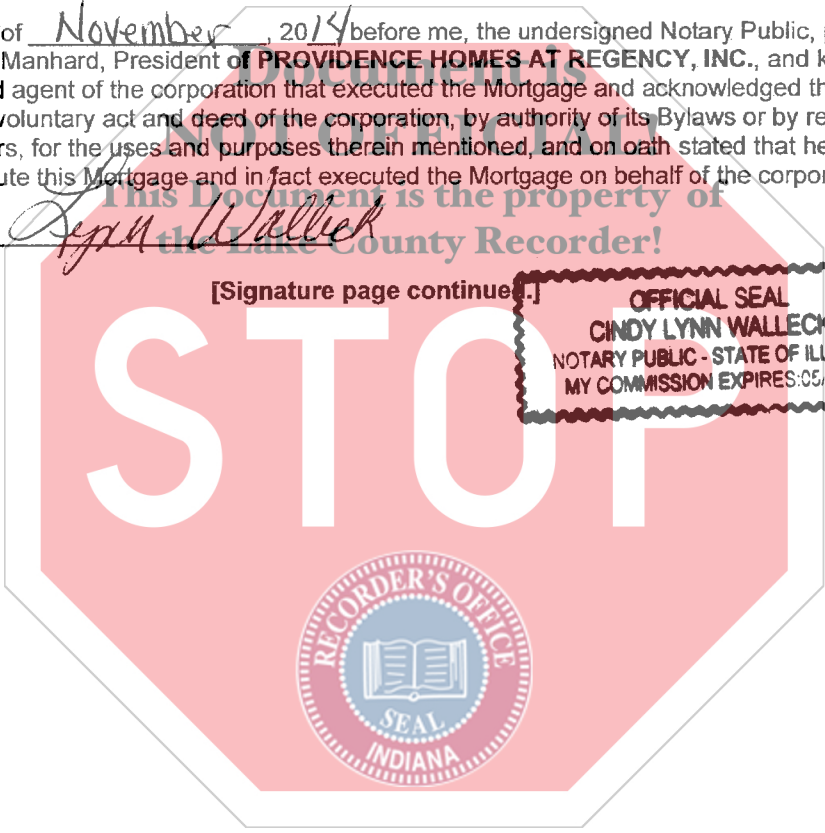 of November, 2014 before me, the undersigned Notary Public,
Manhard, President of PROVIDENCE HOMES AT REGENCY, INC., and k
agent of the corporation that executed the Mortgage and acknowledged th
voluntary act and deed of the corporation, by authority of its Bylaws or by re
rs, for the uses and purposes therein mentioned, and on oath stated that he
ute this Mortgage and in fact executed the Mortgage on behalf of the corpor
Document is
NOT OFFICIAL!
This Document is the property of
the Lake County Recorder!
Lynn Walleck
[Signature page continued.]
OFFICIAL SEAL
CINDY LYNN WALLECK
NOTARY PUBLIC - STATE OF ILL
MY COMMISSION EXPIRES:05/
STOP
RECORDER'S OFFICE
SEAL
INDIANA